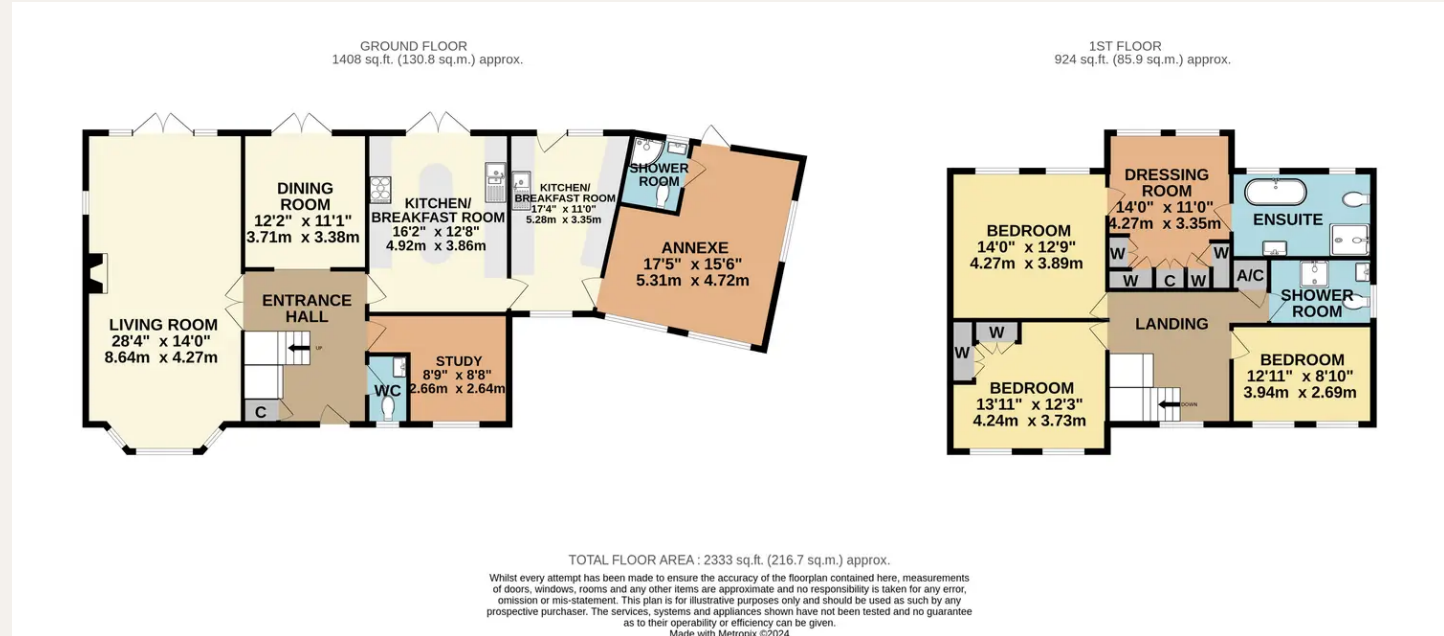 GROUND FLOOR
1408 sq.ft. (130.8 sq.m.) approx.
LIVING ROOM
28'4" x 14'0"
8.64m x 4.27m
DINING
ROOM
12'2" x 11'1"
3.71m x 3.38m
ENTRANCE
HALL
UP
C
KITCHEN/
BREAKFAST ROOM
16'2" x 12'8"
4.92m x 3.86m
STUDY
8'9" x 8'8"
2.66m x 2.64m
WC
KITCHEN/
BREAKFAST ROOM
17'4" x 11'0"
5.28m x 3.35m
SHOWER
ROOM
ANNEXE
17'5" x 15'6"
5.31m x 4.72m
1ST FLOOR
924 sq.ft. (85.9 sq.m.) approx.
BEDROOM
14'0" x 12'9"
4.27m x 3.89m
DRESSING
ROOM
14'0" x 11'0"
4.27m x 3.35m
W
W
W
C
W
ENSUITE
A/C
SHOWER
ROOM
LANDING
DOWN
W
W
BEDROOM
13'11" x 12'3"
4.24m x 3.73m
BEDROOM
12'11" x 8'10"
3.94m x 2.69m
TOTAL FLOOR AREA : 2333 sq.ft. (216.7 sq.m.) approx.
Whilst every attempt has been made to ensure the accuracy of the floorplan contained here, measurements
of doors, windows, rooms and any other items are approximate and no responsibility is taken for any error,
omission or mis-statement. This plan is for illustrative purposes only and should be used as such by any
prospective purchaser. The services, systems and appliances shown have not been tested and no guarantee
as to their operability or efficiency can be given.
Made with Metropix ©2024